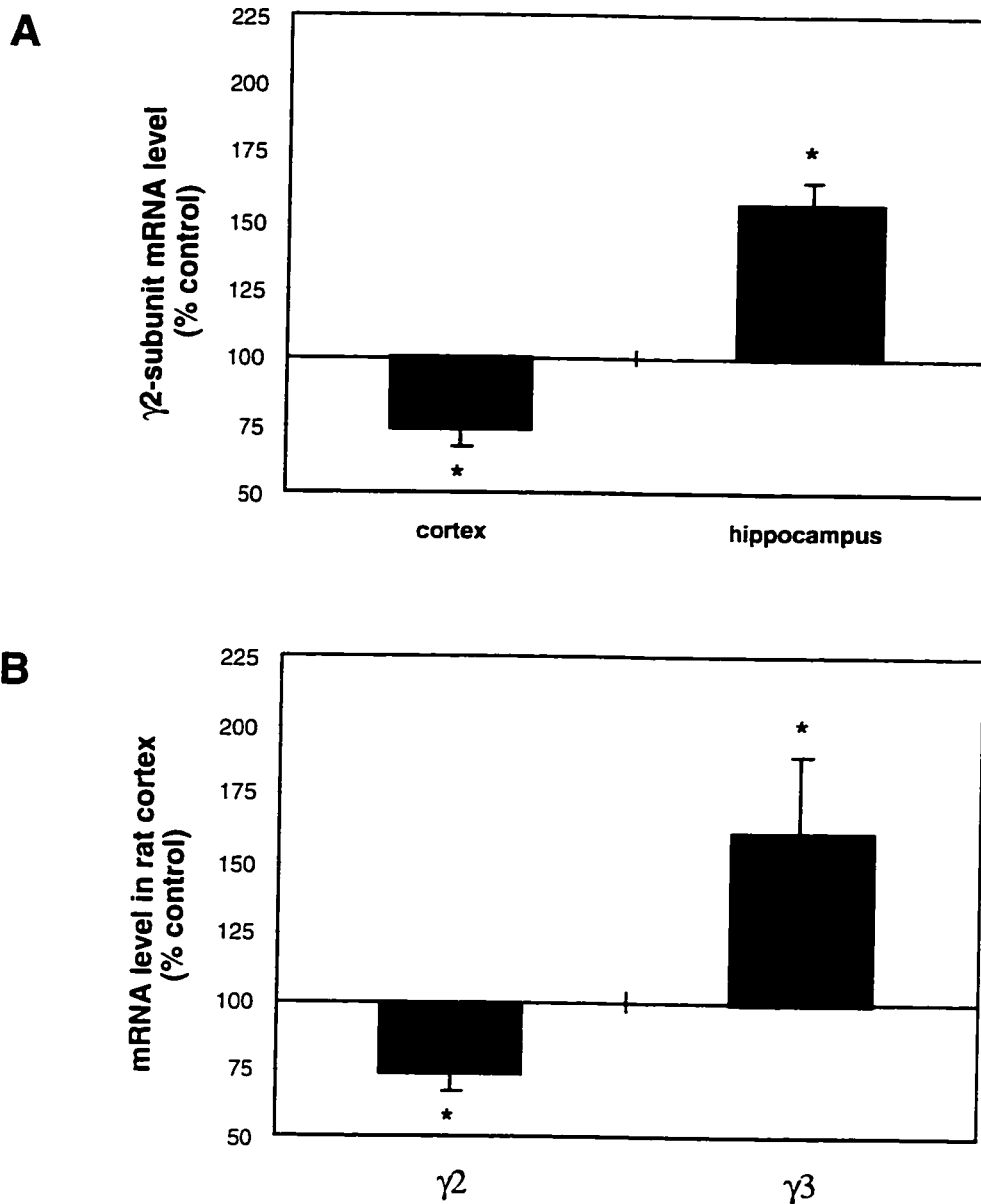 A
γ2-subunit mRNA level
(% control)
225
200
175
150
125
100
75
50
*
*
cortex
hippocampus
B
mRNA level in rat cortex
(% control)
225
200
175
150
125
100
75
50
*
*
γ2
γ3